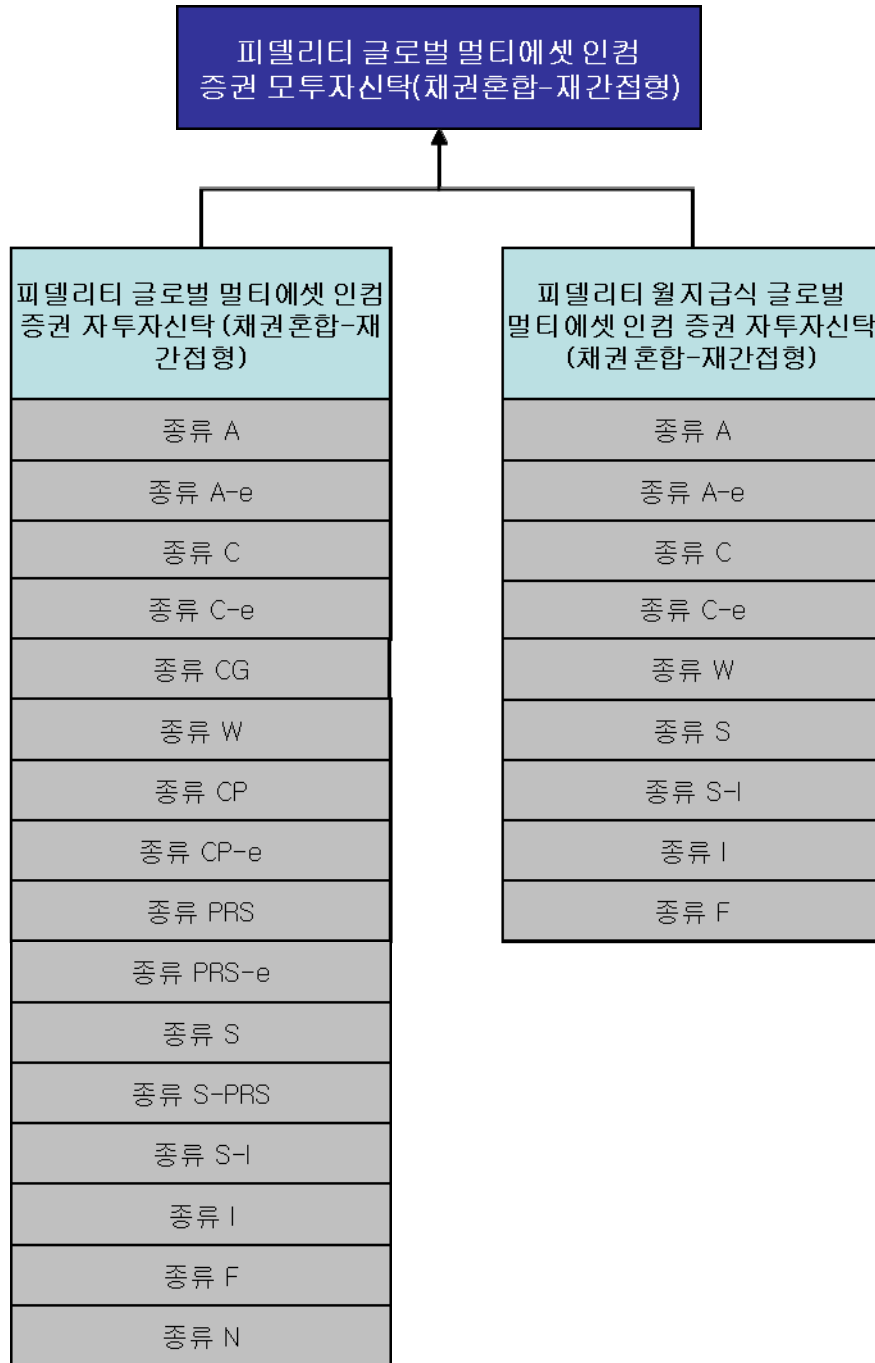 피델리티 글로벌 멀티에셋 인컴
증권 모투자신탁(채권혼합-재간접형)
피델리티 글로벌 멀티에셋 인컴
증권 자투자신탁 (채권혼합-재
간접형)
종류 A
종류 A-e
종류 C
종류 C-e
종류 CG
종류 W
종류 CP
종류 CP-e
종류 PRS
종류 PRS-e
종류 S
종류 S-PRS
종류 S-I
종류 I
종류 F
종류 N
피델리티 월지급식 글로벌
멀티에셋 인컴 증권 자투자신탁
(채권혼합-재간접형)
종류 A
종류 A-e
종류 C
종류 C-e
종류 W
종류 S
종류 S-I
종류 I
종류 F